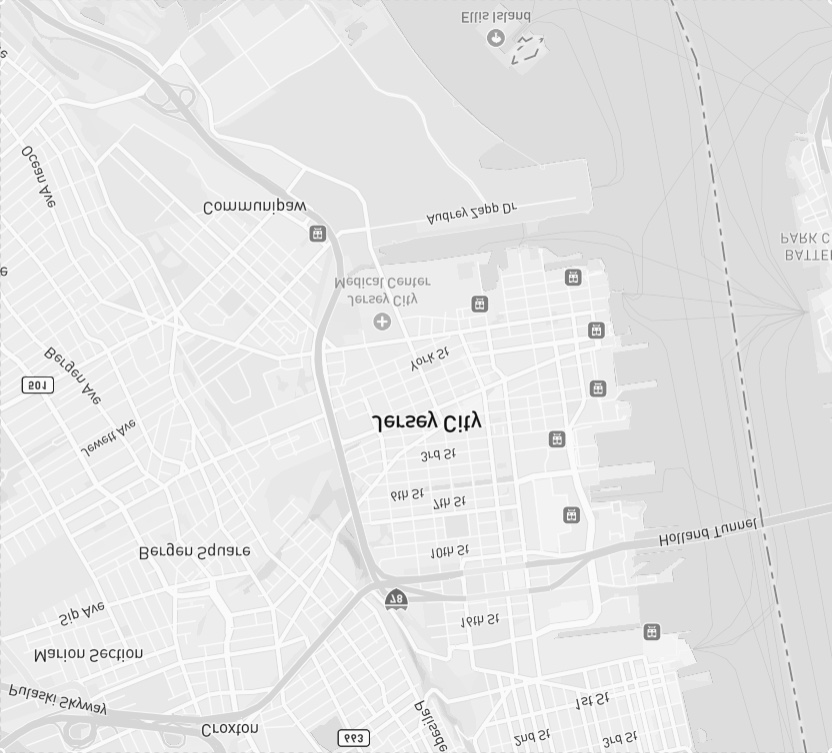 Ellis Island
Ocean Ave
Communipaw
Audrey Zapp Dr
PARK C
BATTE
Jersey City
Medical Center
York St
Bergen Ave
501
Jewett Ave
Jersey City
3rd St
6th St
7th St
Holland Tunnel
10th St
Bergen Square
78
Sip Ave
16th St
Marion Section
Pulaski Skyway
1st St
Croxton
Palisade
663
2nd St
3rd St